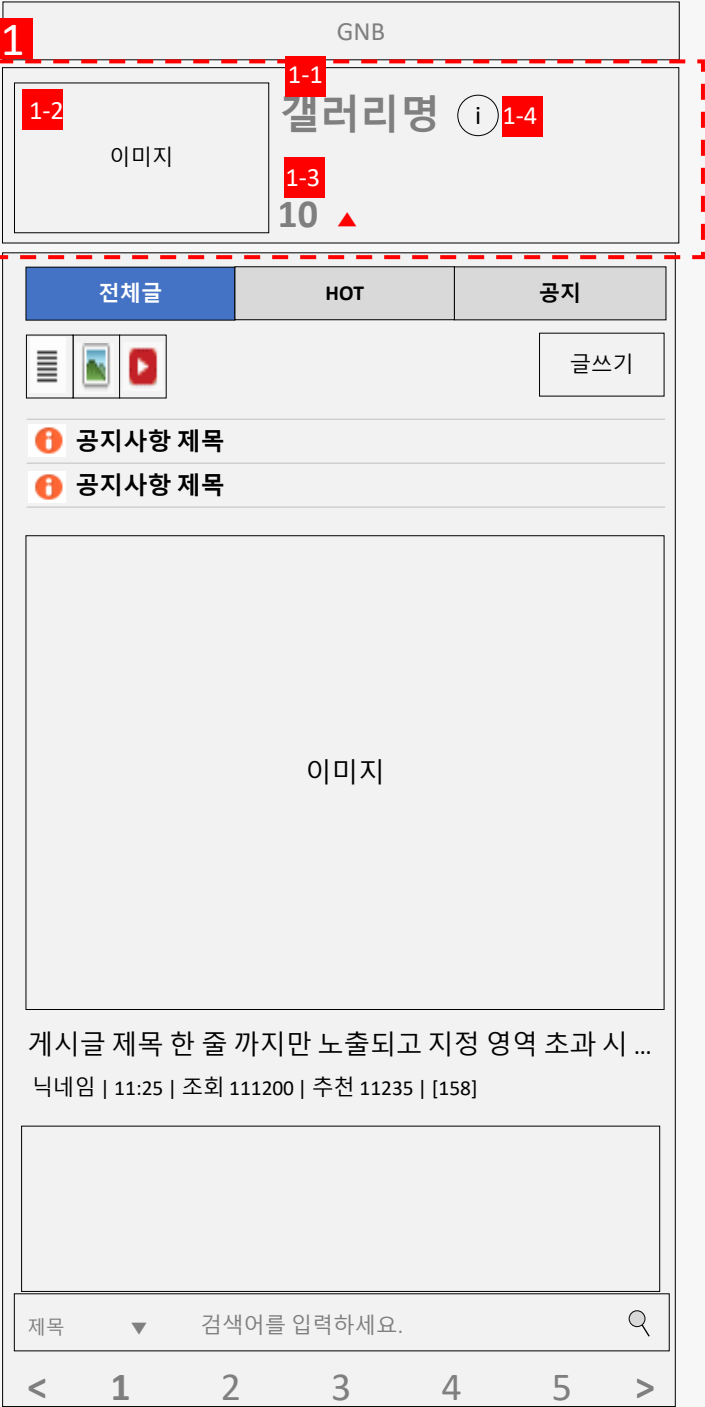 GNB
1
1-1
1-2
갤러리명 i 1-4
이미지
1-3
10 ▲
전체글 HOT 공지
글쓰기
공지사항 제목
공지사항 제목
이미지
게시글 제목 한 줄 까지만 노출되고 지정 영역 초과 시 ...
닉네임 | 11:25 | 조회 111200 | 추천 11235 | [158]
제목 ▼ 검색어를 입력하세요.
< 1 2 3 4 5 >